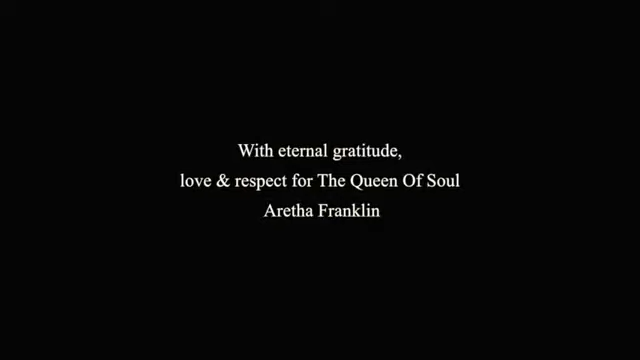 With eternal gratitude,
love & respect for The Queen Of Soul
Aretha Franklin